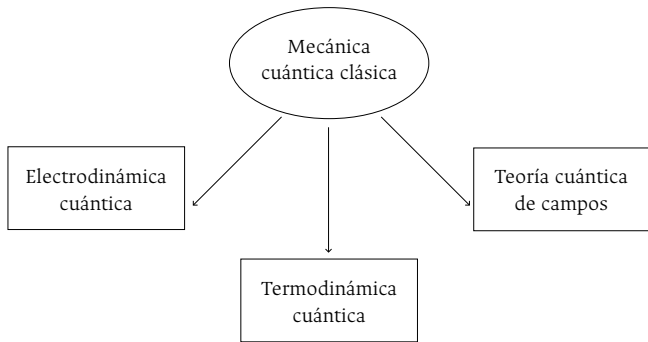 Mecánica
cuántica clásica
Electrodinámica
cuántica
Teoría cuántica
de campos
Termodinámica
cuántica